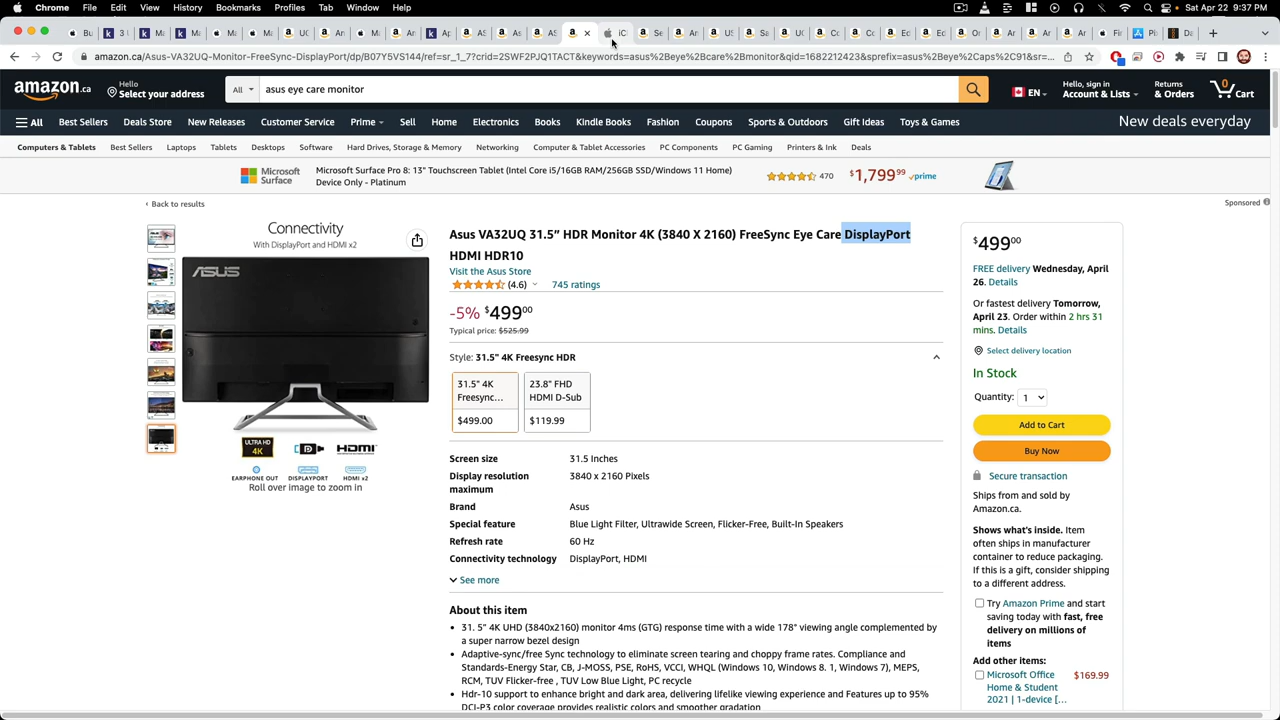 Chrome File Edit View History Bookmarks Profiles Tab Window Help
Sat Apr 22 9:37 PM
amazon.ca/Asus-VA32UQ-Monitor-FreeSync-DisplayPort/dp/B07Y5VS144/ref=sr_1_7?crid=2SWF2PJQ1TACT&keywords=asus%2Beye%2Bcare%2Bmonitor&qid=1682212423&sprefix=asus%2Beye%2Bcaps%2C91&sr=...
amazon.ca
Hello
Select your address
All
asus eye care monitor
EN
Hello, sign in
Account & Lists
Returns
& Orders
0
Cart
All Best Sellers Deals Store New Releases Customer Service Prime Sell Home Electronics Books Kindle Books Fashion Coupons Sports & Outdoors Gift Ideas Toys & Games
New deals everyday
Computers & Tablets Best Sellers Laptops Tablets Desktops Software Hard Drives, Storage & Memory Networking Computer & Tablet Accessories PC Components PC Gaming Printers & Ink Deals
Microsoft
Surface
Microsoft Surface Pro 8: 13" Touchscreen Tablet (Intel Core i5/16GB RAM/256GB SSD/Windows 11 Home)
Device Only - Platinum
470
$1,799 99 prime
Sponsored
‹ Back to results
Connectivity
With DisplayPort and HDMI x2
ASUS
ULTRA HD
4K
HDMI
EARPHONE OUT DISPLAYPORT HDMI x2
Roll over image to zoom in
Asus VA32UQ 31.5” HDR Monitor 4K (3840 X 2160) FreeSync Eye Care DisplayPort
HDMI HDR10
Visit the Asus Store
(4.6) 745 ratings
-5% $499 00
Typical price: $525.99
Style: 31.5" 4K Freesync HDR
31.5" 4K
Freesync...
$499.00
23.8" FHD
HDMI D-Sub
$119.99
Screen size 31.5 Inches
Display resolution
maximum
3840 x 2160 Pixels
Brand Asus
Special feature Blue Light Filter, Ultrawide Screen, Flicker-Free, Built-In Speakers
Refresh rate 60 Hz
Connectivity technology DisplayPort, HDMI
See more
About this item
• 31. 5" 4K UHD (3840x2160) monitor 4ms (GTG) response time with a wide 178° viewing angle complemented by
a super narrow bezel design
• Adaptive-sync/free Sync technology to eliminate screen tearing and choppy frame rates. Compliance and
Standards-Energy Star, CB, J-MOSS, PSE, RoHS, VCCI, WHQL (Windows 10, Windows 8. 1, Windows 7), MEPS,
RCM, TUV Flicker-free , TUV Low Blue Light, PC recycle
• Hdr-10 support to enhance bright and dark area, delivering lifelike viewing experience and Features up to 95%
DCI-P3 color coverage provides realistic colors and smoother gradation
$499 00
FREE delivery Wednesday, April
26. Details
Or fastest delivery Tomorrow,
April 23. Order within 2 hrs 31
mins. Details
Select delivery location
In Stock
Quantity: 1
Add to Cart
Buy Now
Secure transaction
Ships from and sold by
Amazon.ca.
Shows what's inside. Item
often ships in manufacturer
container to reduce packaging.
If this is a gift, consider shipping
to a different address.
Try Amazon Prime and start
saving today with fast, free
delivery on millions of
items
Add other items:
Microsoft Office
Home & Student
2021 | 1-device [...
$169.99